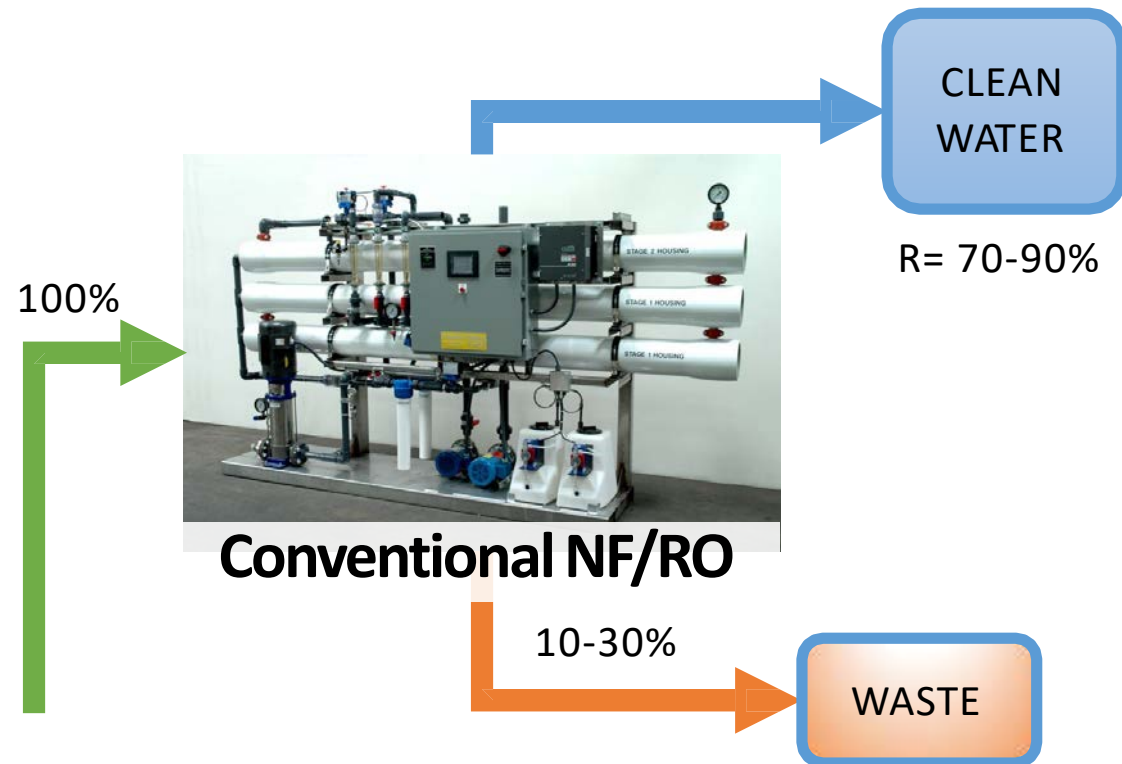 CLEAN
WATER
R= 70-90%
100%
STAGE 2 HOUSING
STAGE 1 HOUSING
STAGE 1 HOUSING
Conventional NF/RO
10-30%
WASTE